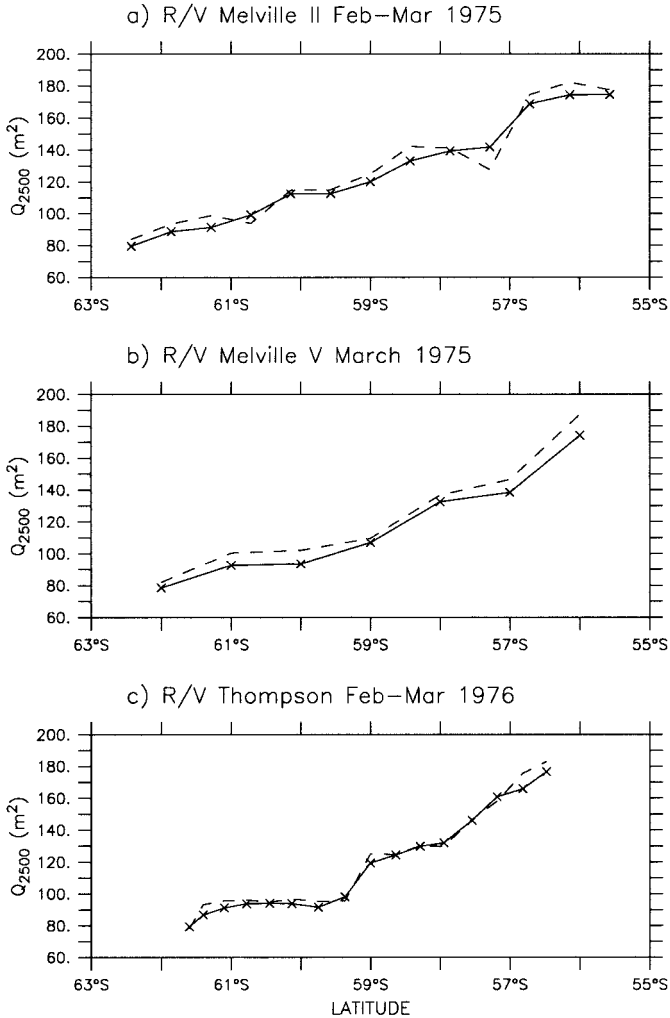 a) R/V Melville II Feb−Mar 1975
200.
180.
160.
140.
120.
100.
80.
60.
Q2500 (m²)
63°S 61°S 59°S 57°S 55°S
b) R/V Melville V March 1975
200.
180.
160.
140.
120.
100.
80.
60.
Q2500 (m²)
63°S 61°S 59°S 57°S 55°S
c) R/V Thompson Feb−Mar 1976
200.
180.
160.
140.
120.
100.
80.
60.
Q2500 (m²)
63°S 61°S 59°S 57°S 55°S
LATITUDE